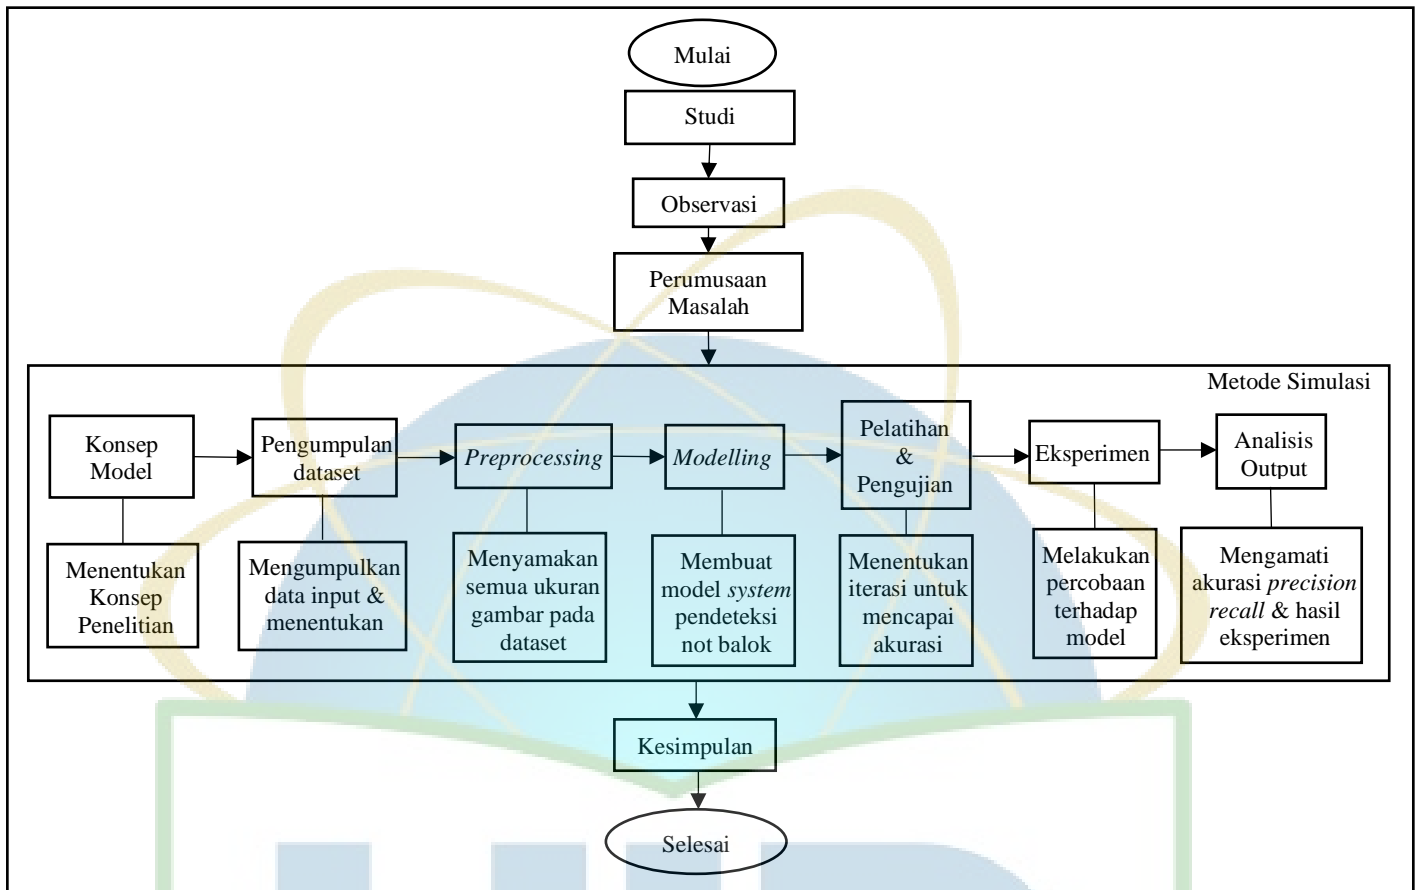 Mulai
Studi
Observasi
Perumusaan
Masalah
Metode Simulasi
Konsep
Model
Pengumpulan
dataset
Preprocessing
Modelling
Pelatihan
&
Pengujian
Eksperimen
Analisis
Output
Menentukan
Konsep
Penelitian
Mengumpulkan
data input &
menentukan
Menyamakan
semua ukuran
gambar pada
dataset
Membuat
model system
pendeteksi
not balok
Menentukan
iterasi untuk
mencapai
akurasi
Melakukan
percobaan
terhadap
model
Mengamati
akurasi precision
recall & hasil
eksperimen
Kesimpulan
Selesai